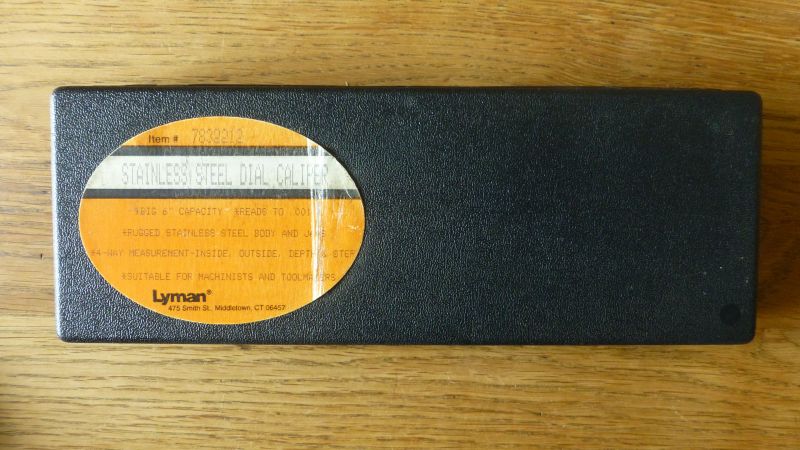 Item # 7832212
STAINLESS STEEL DIAL CALIPER
*BIG 6" CAPACITY *READS TO .001
*RUGGED STAINLESS STEEL BODY AND JAWS
*4-WAY MEASUREMENT-INSIDE, OUTSIDE, DEPTH & STEP
*SUITABLE FOR MACHINISTS AND TOOLMAKERS
Lyman®
475 Smith St., Middletown, CT 06457